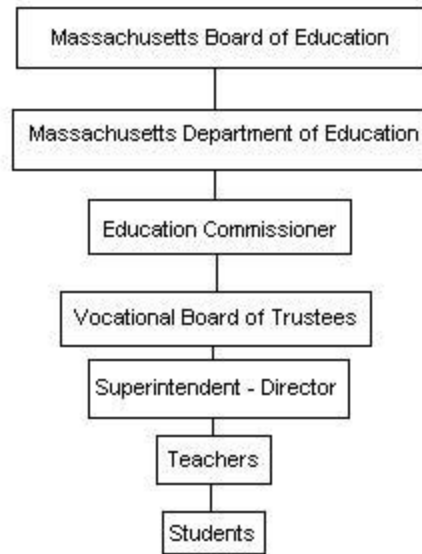 Massachusetts Board of Education
Massachusetts Department of Education
Education Commissioner
Vocational Board of Trustees
Superintendent - Director
Teachers
Students